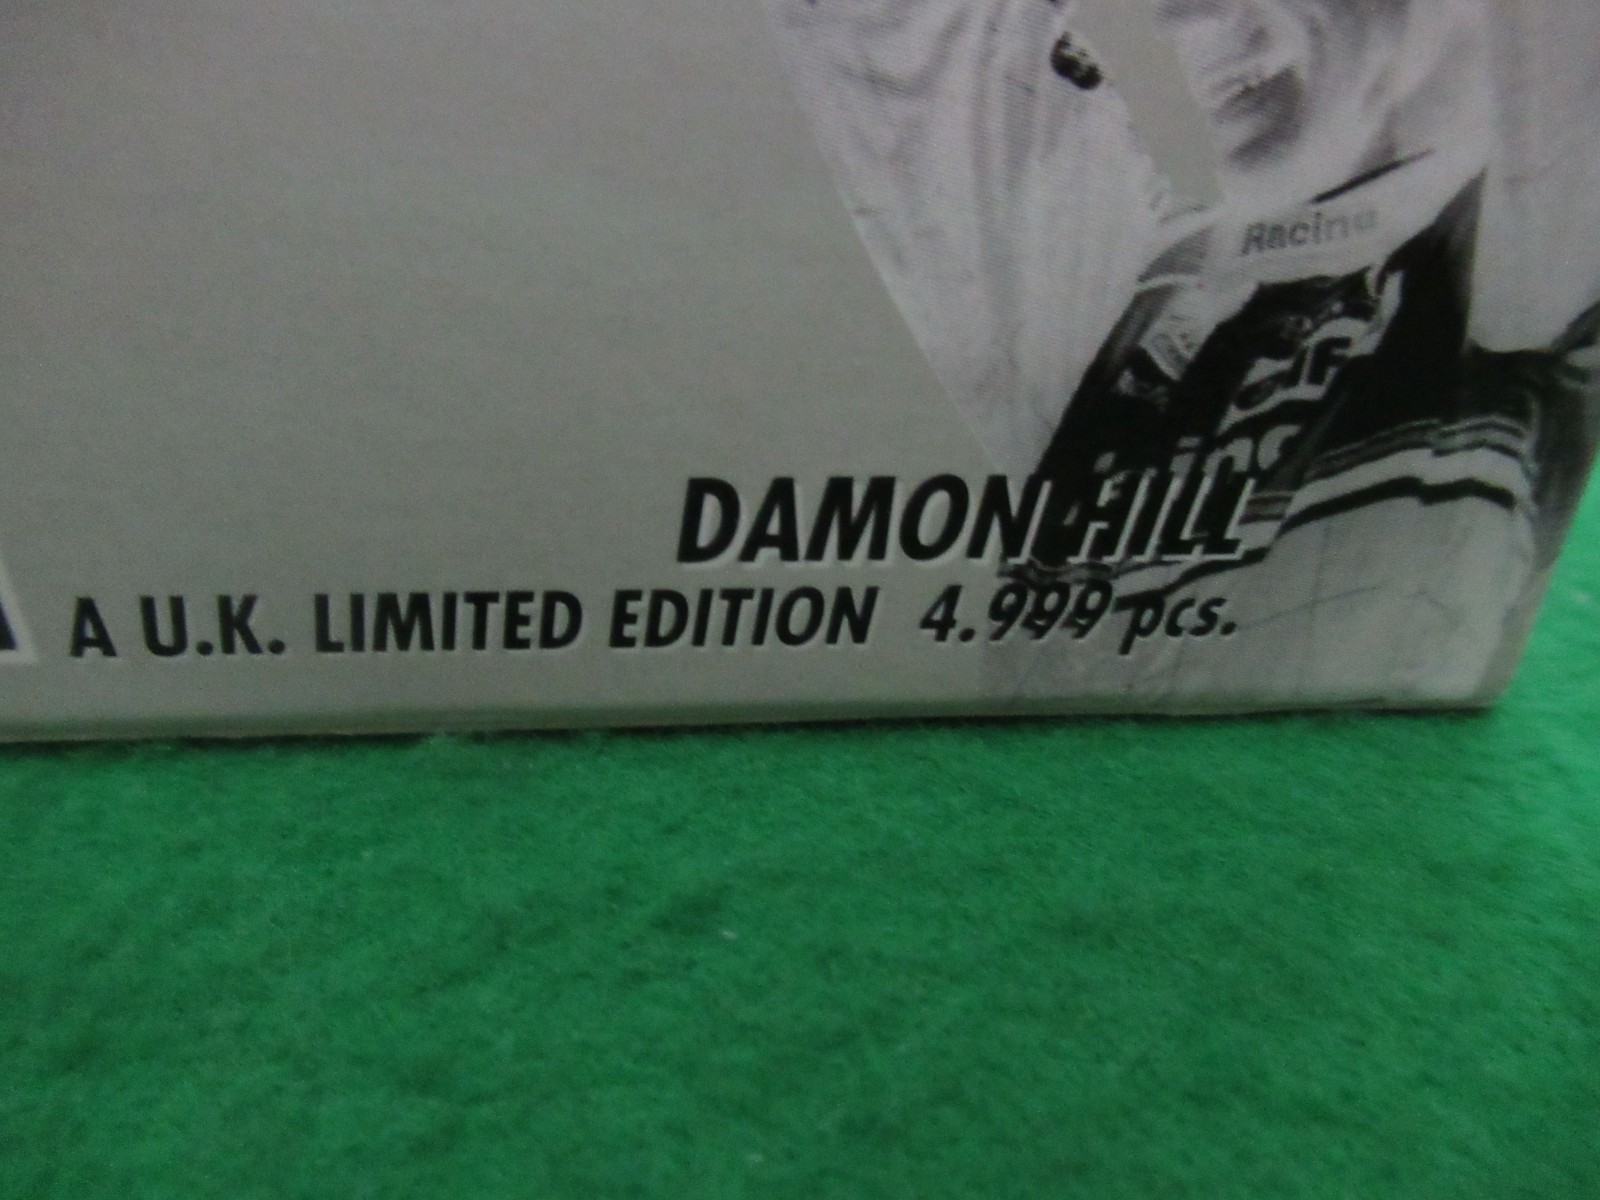 Racing
DAMON HILL
A U.K. LIMITED EDITION 4.999 pcs.